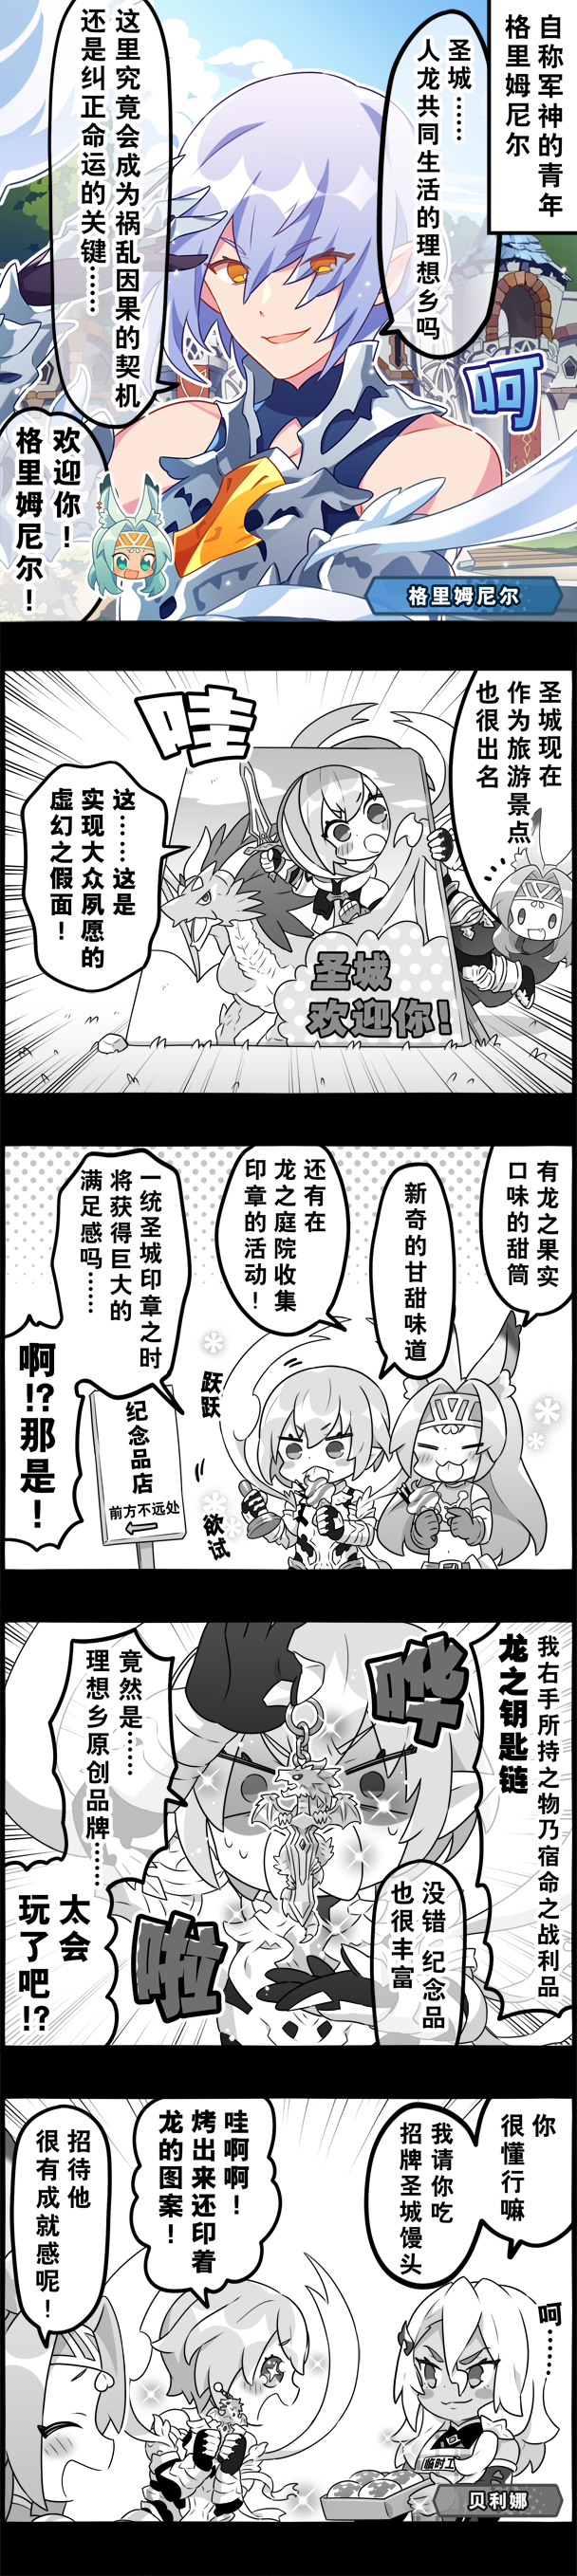 自称军神的青年
格里姆尼尔
圣城……
人龙共同生活的理想乡吗
这里究竟会成为祸乱因果的契机
还是纠正命运的关键……
呵
欢迎你！
格里姆尼尔！
格里姆尼尔
圣城现在
作为旅游景点
也很出名
哇
这……这是
实现大众夙愿的
虚幻之假面！
圣城
欢迎你！
有龙之果实
口味的甜筒
新奇的甘甜味道
还有在
龙之庭院收集
印章的活动！
一统圣城印章之时
将获得巨大的
满足感吗……
跃跃
欲试
纪念品店
前方不远处
啊!?那是！
我右手所持之物乃宿命之战利品
龙之钥匙链
哗
没错 纪念品
也很丰富
竟然是……
理想乡原创品牌……
啦
太会
玩了吧!?
你
很懂行嘛
我请你吃
招牌圣城馒头
呵……
哇啊啊！
烤出来还印着
龙的图案！
招待他
很有成就感呢！
临时工
贝利娜